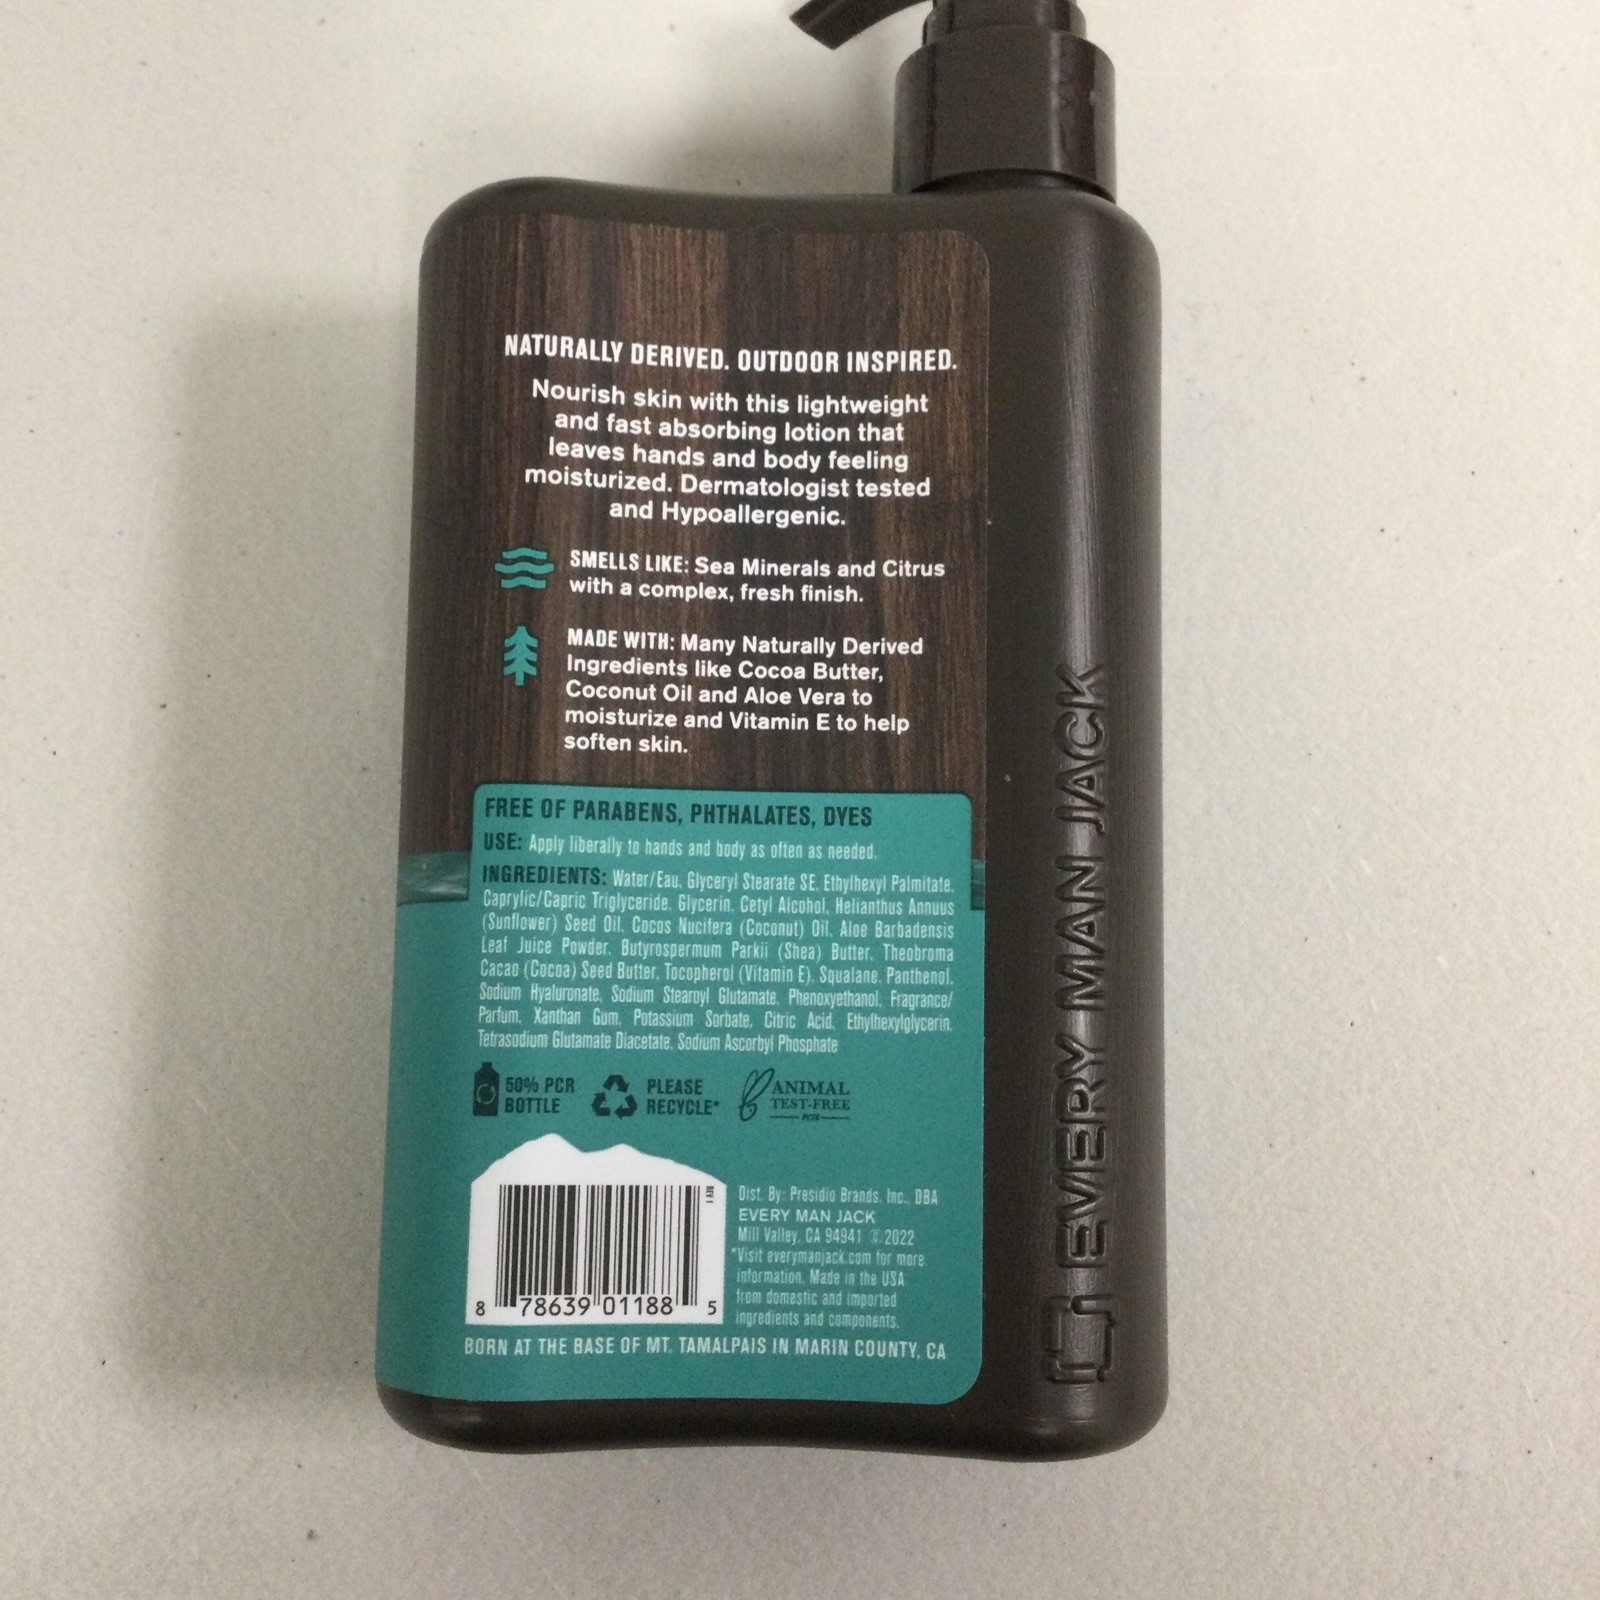 NATURALLY DERIVED. OUTDOOR INSPIRED.
Nourish skin with this lightweight
and fast absorbing lotion that
leaves hands and body feeling
moisturized. Dermatologist tested
and Hypoallergenic.
SMELLS LIKE: Sea Minerals and Citrus
with a complex, fresh finish.
MADE WITH: Many Naturally Derived
Ingredients like Cocoa Butter,
Coconut Oil and Aloe Vera to
moisturize and Vitamin E to help
soften skin.
FREE OF PARABENS, PHTHALATES, DYES
USE: Apply liberally to hands and body as often as needed.
INGREDIENTS: Water/Eau, Glyceryl Stearate SE, Ethylhexyl Palmitate,
Caprylic/Capric Triglyceride, Glycerin, Cetyl Alcohol, Helianthus Annuus
(Sunflower) Seed Oil, Cocos Nucifera (Coconut) Oil, Aloe Barbadensis
Leaf Juice Powder, Butyrospermum Parkii (Shea) Butter, Theobroma
Cacao (Cocoa) Seed Butter, Tocopherol (Vitamin E), Squalane, Panthenol,
Sodium Hyaluronate, Sodium Stearoyl Glutamate, Phenoxyethanol, Fragrance/
Parfum, Xanthan Gum, Potassium Sorbate, Citric Acid, Ethylhexylglycerin,
Tetrasodium Glutamate Diacetate, Sodium Ascorbyl Phosphate
50% PCR
BOTTLE
PLEASE
RECYCLE*
ANIMAL
TEST-FREE
PETA
REV 1
8 78639 01188 5
Dist. By: Presidio Brands, Inc., DBA
EVERY MAN JACK
Mill Valley, CA 94941 ©2022
*Visit everymanjack.com for more
information. Made in the USA
from domestic and imported
ingredients and components.
BORN AT THE BASE OF MT. TAMALPAIS IN MARIN COUNTY, CA
EVERY MAN JACK